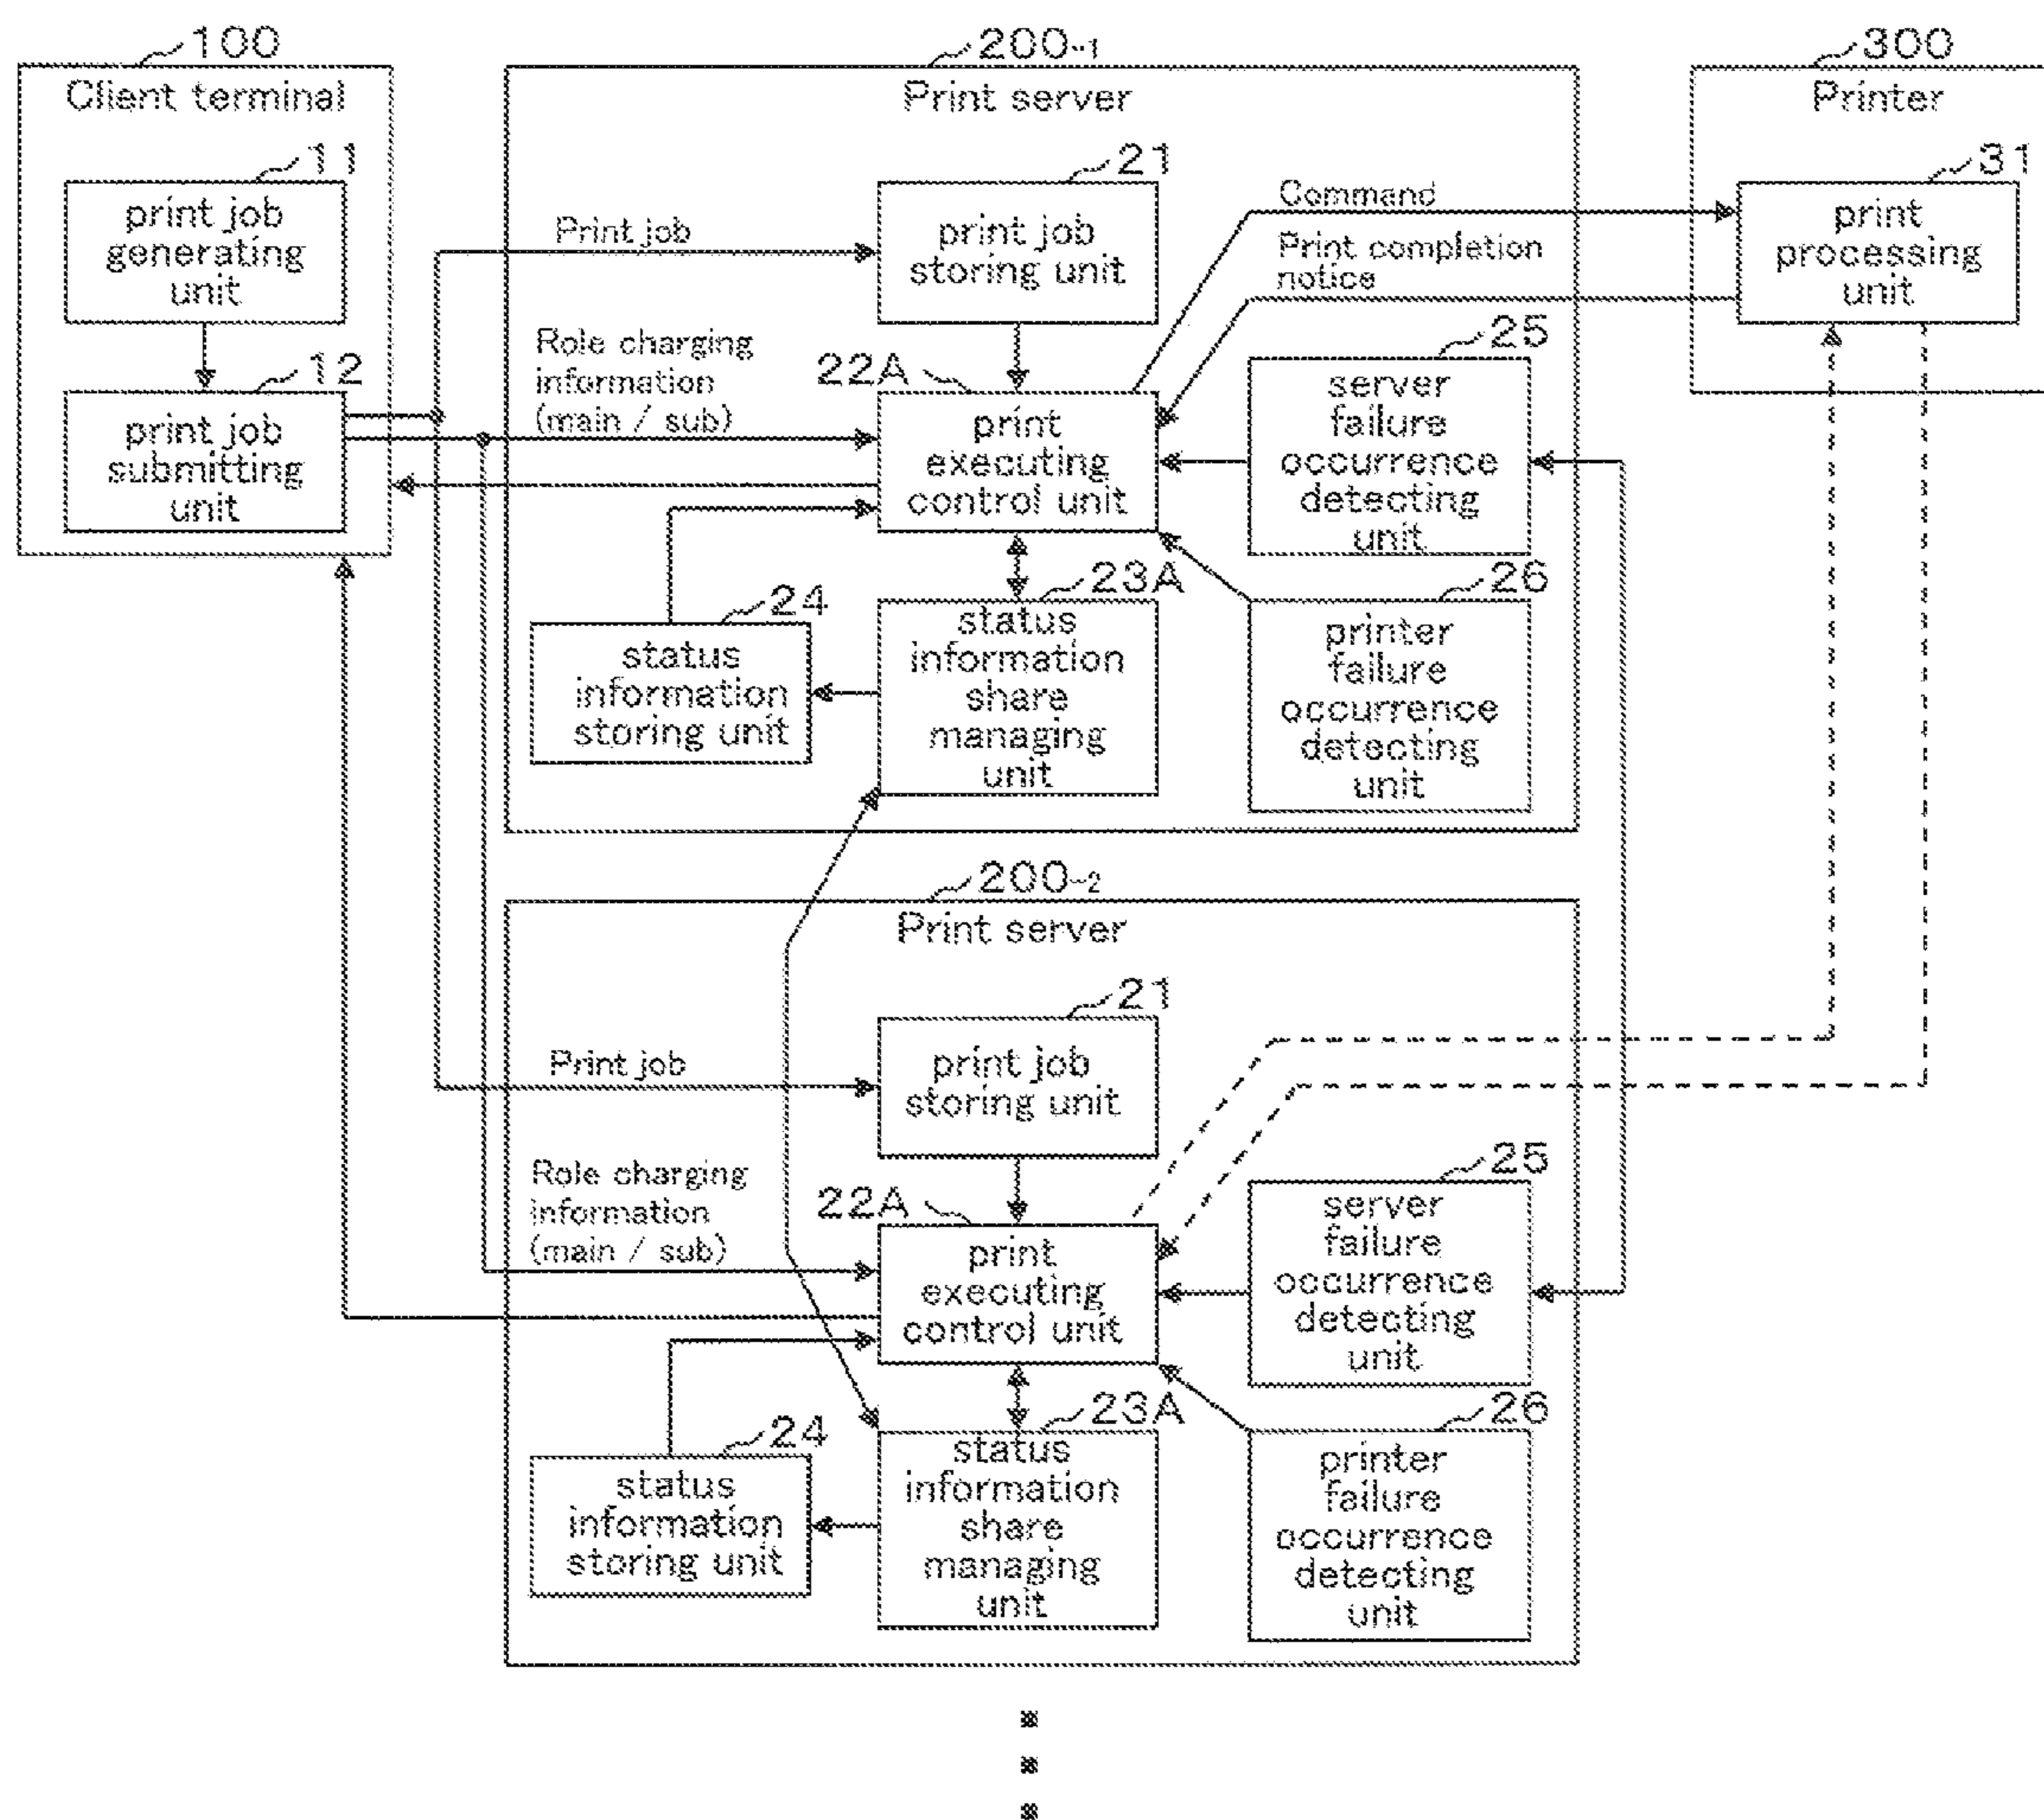 100
Client terminal
11
print job
generating
unit
12
print job
submitting
unit
200-1
Print server
Print job
21
print job
storing unit
Role charging
information
(main / sub)
22A
print
executing
control unit
Command
Print completion
notice
25
server
failure
occurrence
detecting
unit
24
status
information
storing unit
23A
status
information
share
managing
unit
26
printer
failure
occurrence
detecting
unit
300
Printer
31
print
processing
unit
200-2
Print server
Print job
21
print job
storing unit
Role charging
information
(main / sub)
22A
print
executing
control unit
25
server
failure
occurrence
detecting
unit
24
status
information
storing unit
23A
status
information
share
managing
unit
26
printer
failure
occurrence
detecting
unit